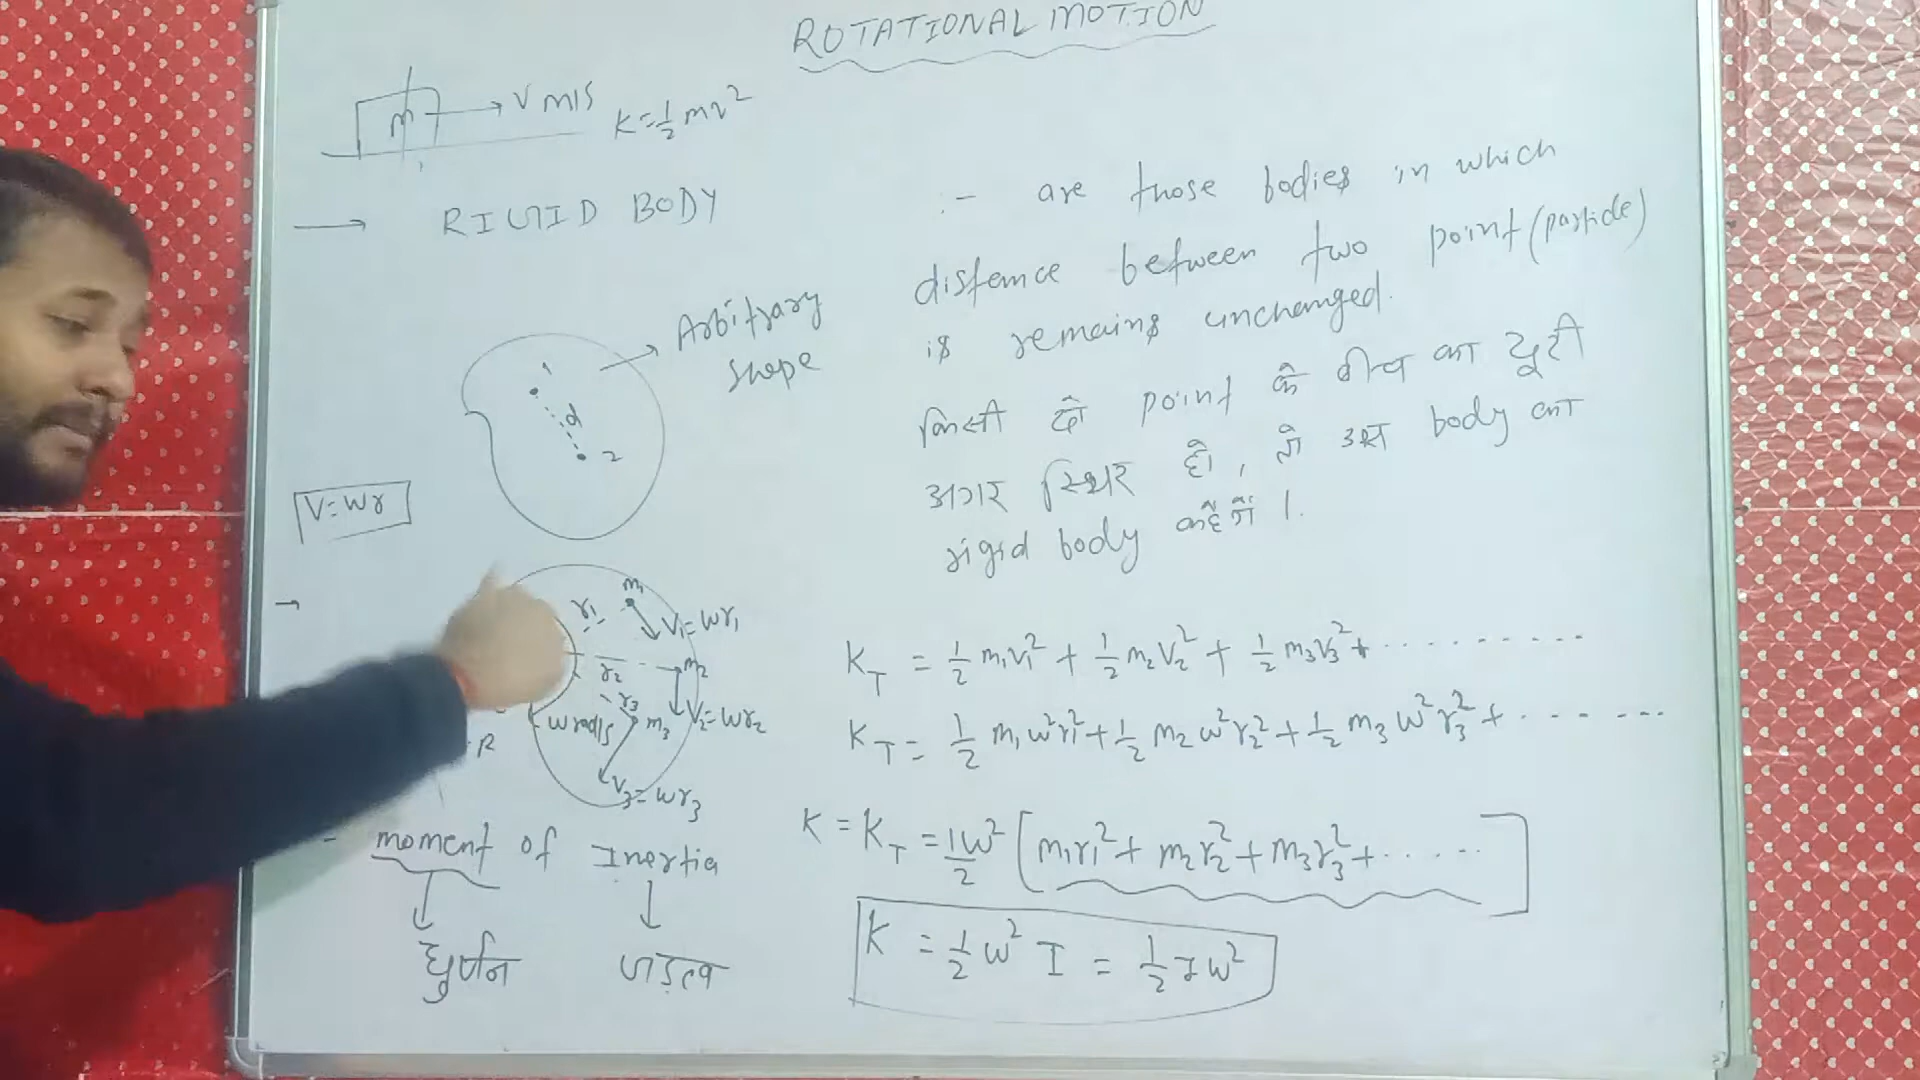 ROTATIONAL MOTION
m → V m/s K = 1/2 mv²
→ RIGID BODY :- are those bodies in which
distance between two point (particle)
is remains unchanged.
Arbitrary
shape
1
d
2
किसी दो point के बीच का दूरी
अगर स्थिर हो, तो उस body का
rigid body कहेगें ।
V = ωr
→
m₁
r₁
V₁ = ωr₁
r₂ m₂
V₂ = ωr₂
r₃ m₃
ω rad/s
V₃ = ωr₃
R
K_T = 1/2 m₁v₁² + 1/2 m₂v₂² + 1/2 m₃v₃² + ..........
K_T = 1/2 m₁ω²r₁² + 1/2 m₂ω²r₂² + 1/2 m₃ω²r₃² + .......
K = K_T = 1ω²/2 [m₁r₁² + m₂r₂² + m₃r₃² + ......]
K = 1/2 ω² I = 1/2 Iω²
- moment of Inertia
↓ ↓
घुर्णन जड़त्व